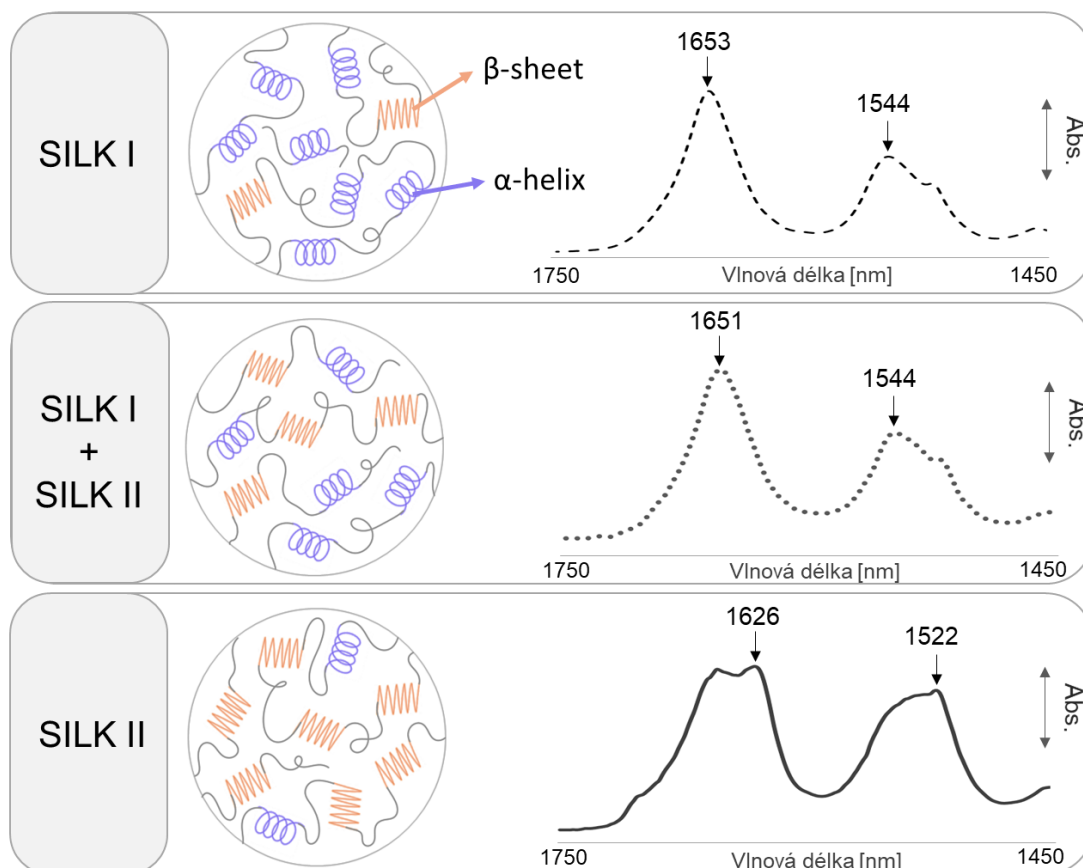 SILK I
β-sheet
α-helix
1653
1544
Abs.
1750
Vlnová délka [nm]
1450
SILK I
+
SILK II
1651
1544
Abs.
1750
Vlnová délka [nm]
1450
SILK II
1626
1522
Abs.
1750
Vlnová délka [nm]
1450